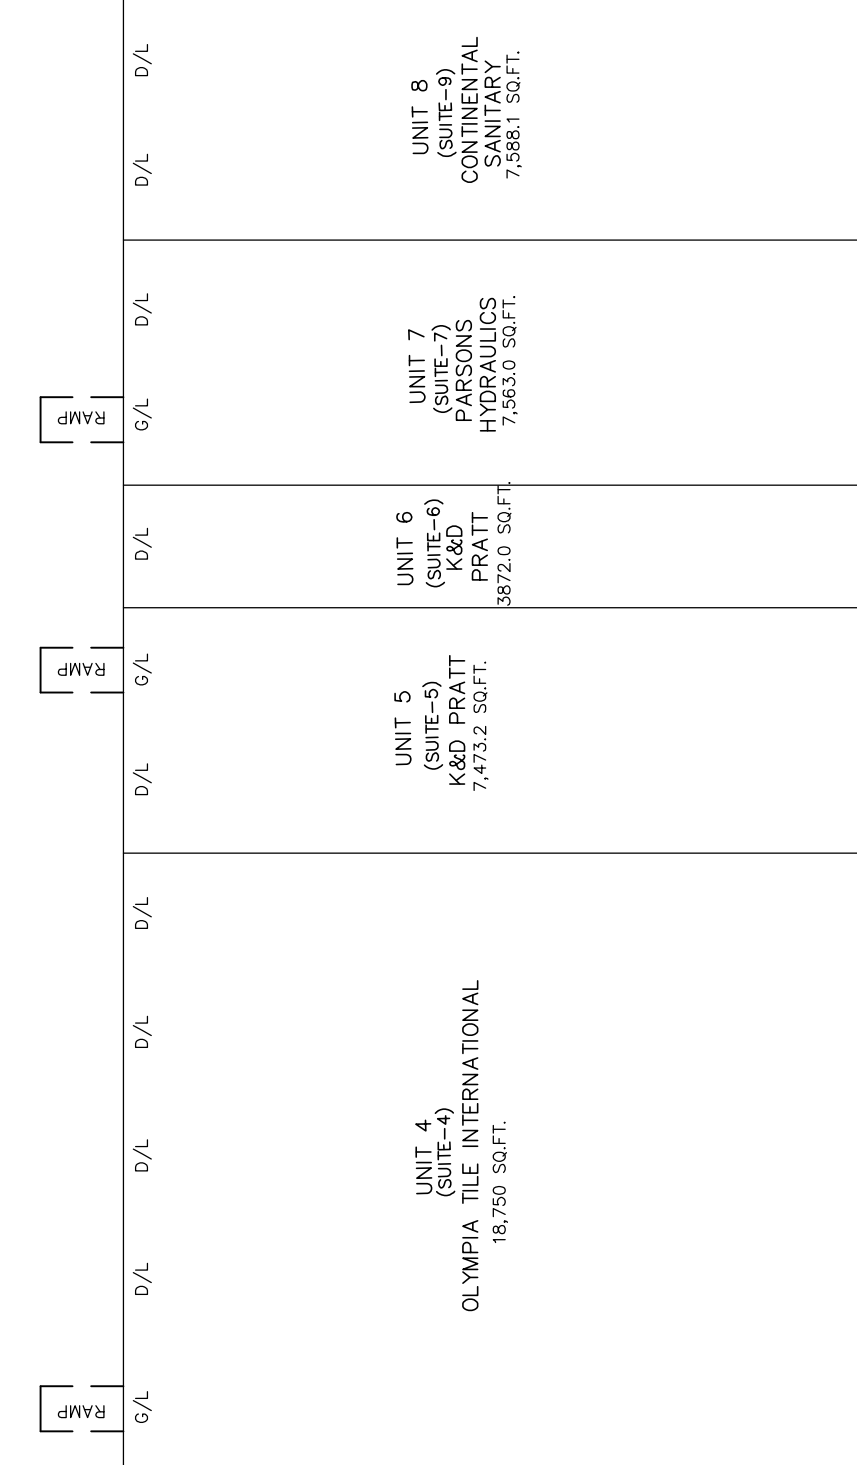 D/L
D/L
UNIT 8
(SUITE-9)
CONTINENTAL
SANITARY
7,588.1 SQ.FT.
D/L
RAMP
G/L
UNIT 7
(SUITE-7)
PARSONS
HYDRAULICS
7,563.0 SQ.FT.
D/L
UNIT 6
(SUITE-6)
K&D
PRATT
3872.0 SQ.FT.
RAMP
G/L
D/L
UNIT 5
(SUITE-5)
K&D PRATT
7,473.2 SQ.FT.
D/L
D/L
D/L
D/L
RAMP
G/L
UNIT 4
(SUITE-4)
OLYMPIA TILE INTERNATIONAL
18,750 SQ.FT.